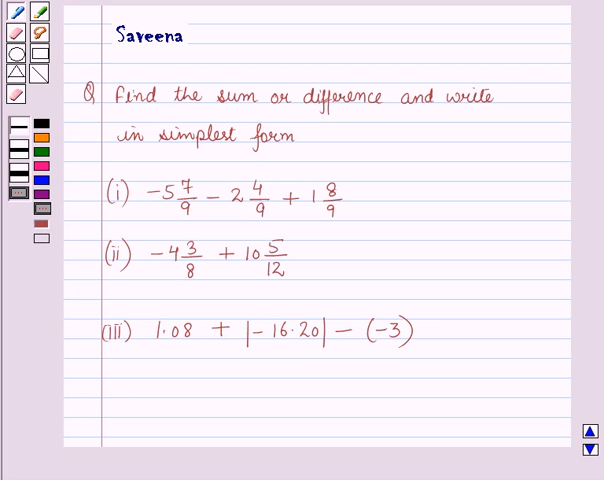 Saveena
Q Find the sum or difference and write
in simplest form
(i) -5 7/9 - 2 4/9 + 1 8/9
(ii) -4 3/8 + 10 5/12
(iii) 1.08 + |-16.20| - (-3)